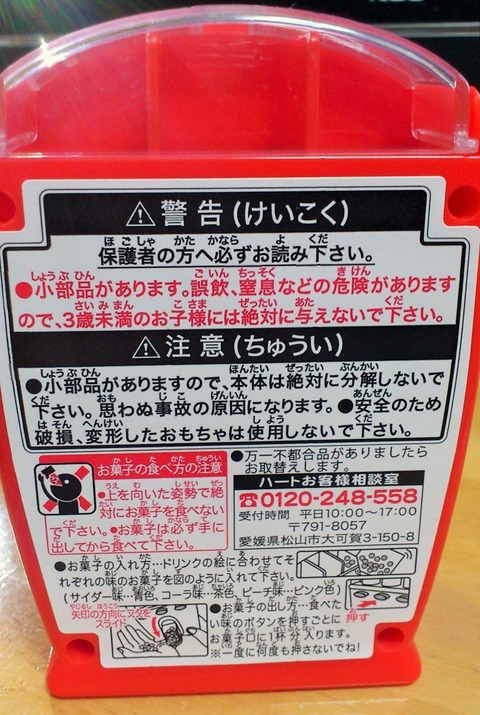 ⚠警告(けいこく)
保護者の方へ必ずお読み下さい。
●小部品があります。誤飲、窒息などの危険があります
ので、3歳未満のお子様には絶対に与えないで下さい。
⚠注意(ちゅうい)
●小部品がありますので、本体は絶対に分解しないで
下さい。思わぬ事故の原因になります。●安全のため
破損、変形したおもちゃは使用しないで下さい。
お菓子の食べ方の注意
●上を向いた姿勢で絶
対にお菓子を食べない
で下さい。●お菓子は必ず手に
出してから食べて下さい。
●万一不都合品がありましたら
お取替えします。
ハートお客様相談室
☎0120-248-558
受付時間 平日10:00~17:00
〒791-8057
愛媛県松山市大可賀3-150-8
●お菓子の入れ方…ドリンクの絵に合わせてそ
れぞれの味のお菓子を図のように入れて下さい。
(サイダー味…青色、コーラ味…茶色、ピーチ味…ピンク色)
矢印の方向にフタを
スライド
●お菓子の出し方…食べた
い味のボタンを押すごとに
お菓子口に1杯分入ります。
※一度に何度も押さないでね!
押す